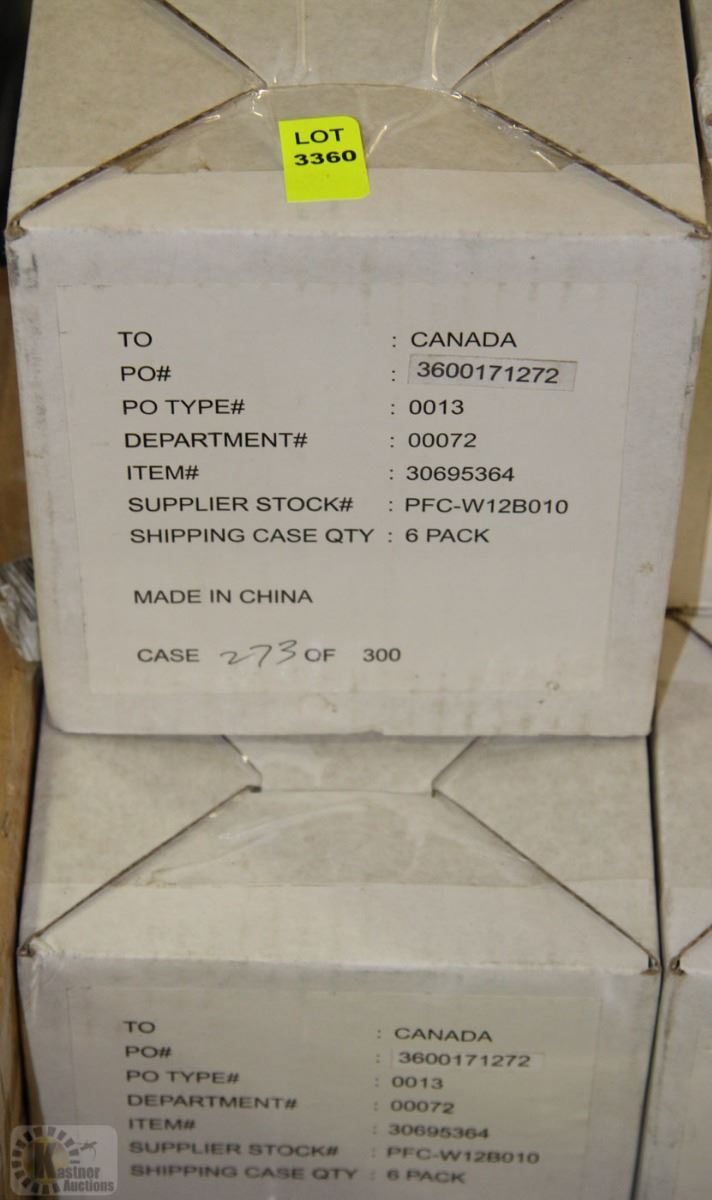 LOT
3360
TO : CANADA
PO# : 3600171272
PO TYPE# : 0013
DEPARTMENT# : 00072
ITEM# : 30695364
SUPPLIER STOCK# : PFC-W12B010
SHIPPING CASE QTY : 6 PACK
MADE IN CHINA
CASE 273 OF 300
TO : CANADA
PO# : 3600171272
PO TYPE# : 0013
DEPARTMENT# : 00072
ITEM# : 30695364
SUPPLIER STOCK# : PFC-W12B010
SHIPPING CASE QTY : 6 PACK
Kastner
Auctions